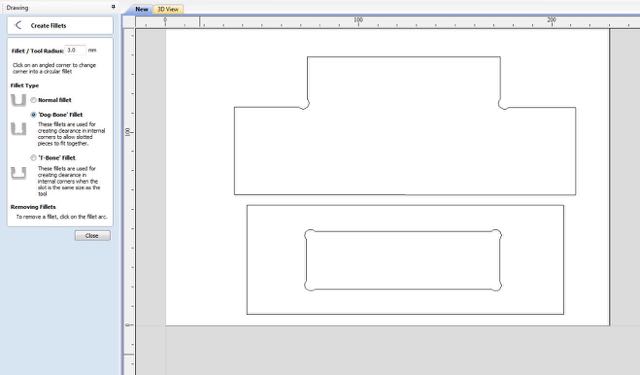 Drawing
Create Fillets
Fillet / Tool Radius: 3.0 mm
Click on an angled corner to change
corner into a circular fillet
Fillet Type
Normal fillet
'Dog-Bone' Fillet
These fillets are used for
creating clearance in internal
corners to allow slotted
pieces to fit together.
'T-Bone' Fillet
These fillets are used for
creating clearance in
internal corners when the
slot is the same size as the
tool
Removing Fillets
To remove a fillet, click on the fillet arc.
Close
New
3D View
0
100
200
100
0